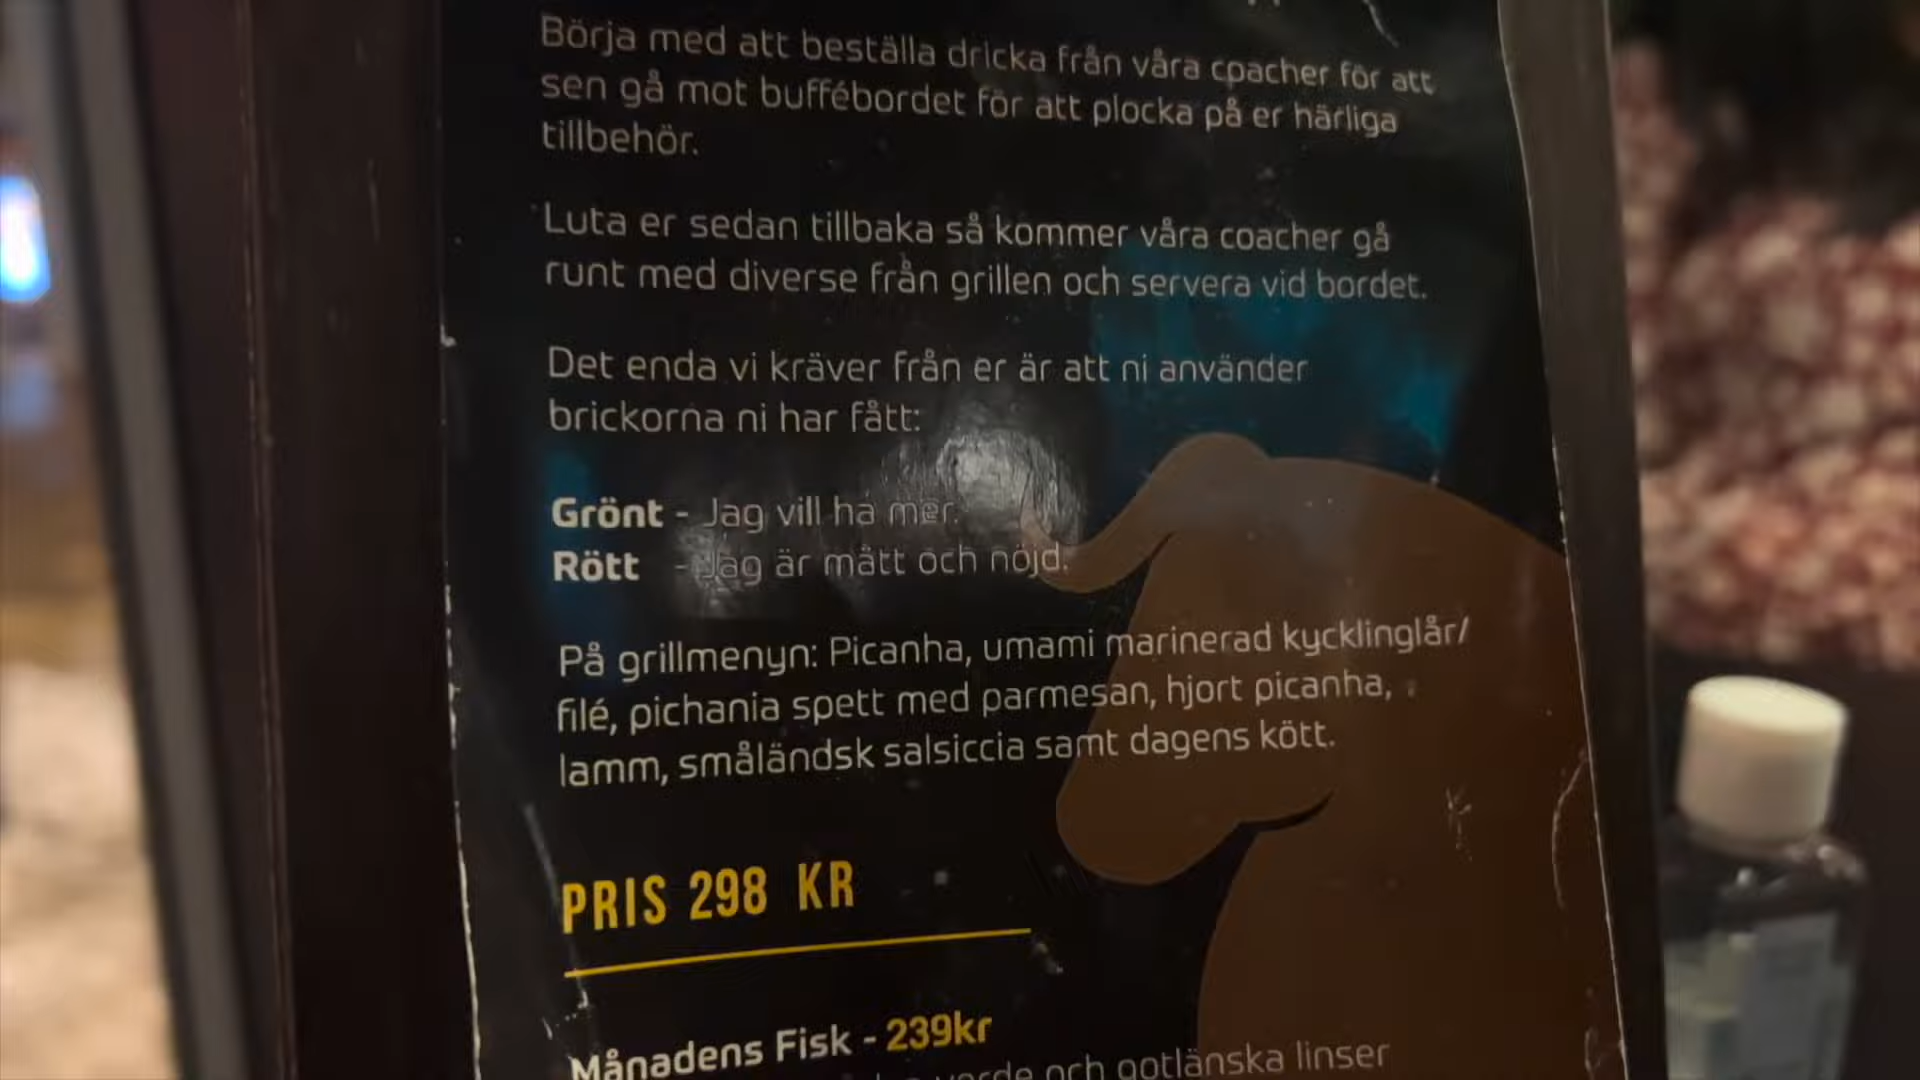 Börja med att beställa dricka från våra cpacher för att
sen gå mot buffébordet för att plocka på er härliga
tillbehör.
Luta er sedan tillbaka så kommer våra coacher gå
runt med diverse från grillen och servera vid bordet.
Det enda vi kräver från er är att ni använder
brickorna ni har fått:
Grönt - Jag vill ha mer.
Rött - Jag är mätt och nöjd.
På grillmenyn: Picanha, umami marinerad kycklinglår/
filé, pichania spett med parmesan, hjort picanha,
lamm, småländsk salsiccia samt dagens kött.
PRIS 298 KR
Månadens Fisk - 239kr
och gotländska linser